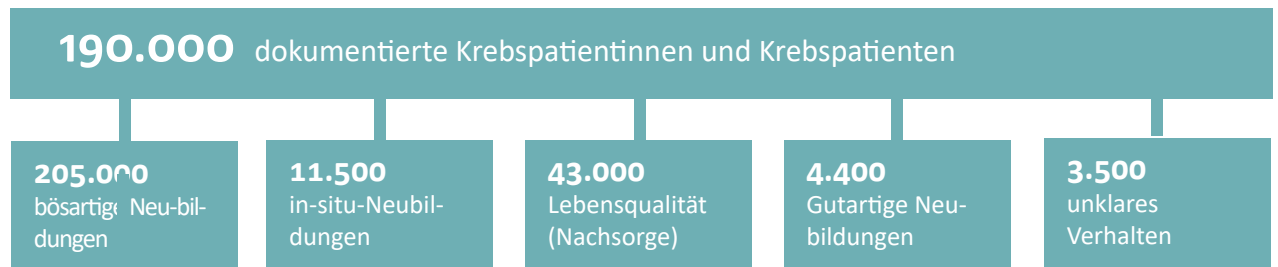 190.000 dokumentierte Krebspatientinnen und Krebspatienten
205.000
bösartige Neu-bil-
dungen
11.500
in-situ-Neubil-
dungen
43.000
Lebensqualität
(Nachsorge)
4.400
Gutartige Neu-
bildungen
3.500
unklares
Verhalten